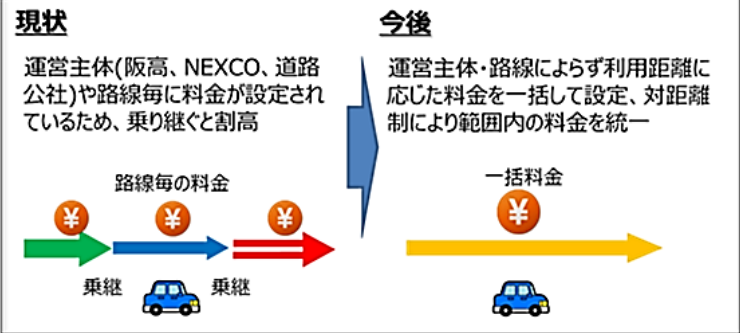 現状
運営主体(阪高、NEXCO、道路
公社)や路線毎に料金が設定され
ているため、乗り継ぐと割高
路線毎の料金
¥
¥
¥
乗継
乗継
今後
運営主体・路線によらず利用距離に
応じた料金を一括して設定、対距離
制により範囲内の料金を統一
一括料金
¥